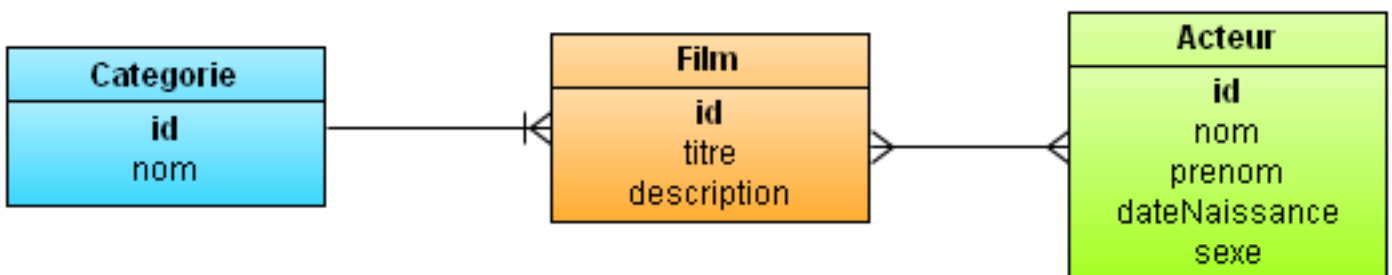 Categorie
id
nom
Film
id
titre
description
Acteur
id
nom
prenom
dateNaissance
sexe